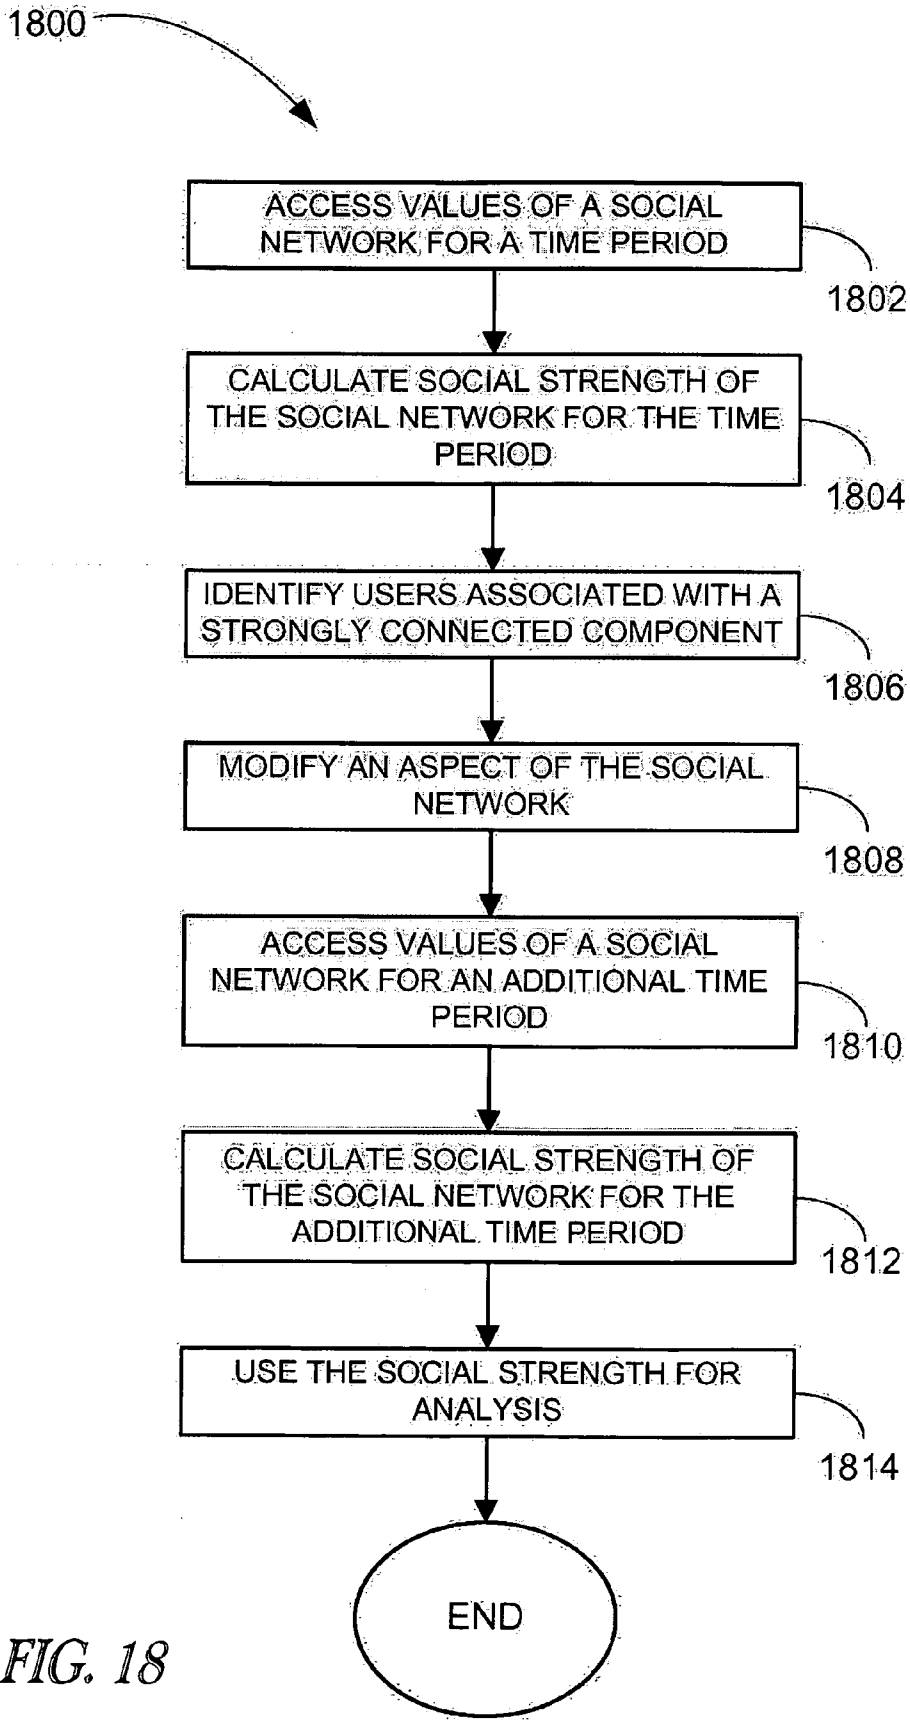 1800
ACCESS VALUES OF A SOCIAL
NETWORK FOR A TIME PERIOD
1802
CALCULATE SOCIAL STRENGTH OF
THE SOCIAL NETWORK FOR THE TIME
PERIOD
1804
IDENTIFY USERS ASSOCIATED WITH A
STRONGLY CONNECTED COMPONENT
1806
MODIFY AN ASPECT OF THE SOCIAL
NETWORK
1808
ACCESS VALUES OF A SOCIAL
NETWORK FOR AN ADDITIONAL TIME
PERIOD
1810
CALCULATE SOCIAL STRENGTH OF
THE SOCIAL NETWORK FOR THE
ADDITIONAL TIME PERIOD
1812
USE THE SOCIAL STRENGTH FOR
ANALYSIS
1814
END
FIG. 18